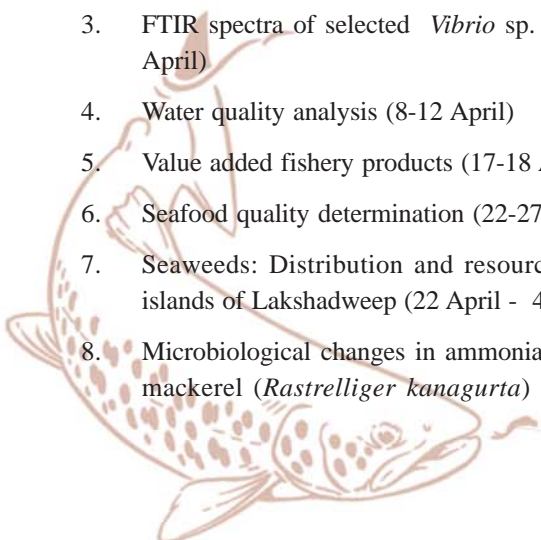 3. FTIR spectra of selected Vibrio sp.
April)
4. Water quality analysis (8-12 April)
5. Value added fishery products (17-18
6. Seafood quality determination (22-27
7. Seaweeds: Distribution and resourc
islands of Lakshadweep (22 April - 4
8. Microbiological changes in ammonia
mackerel (Rastrelliger kanagurta)